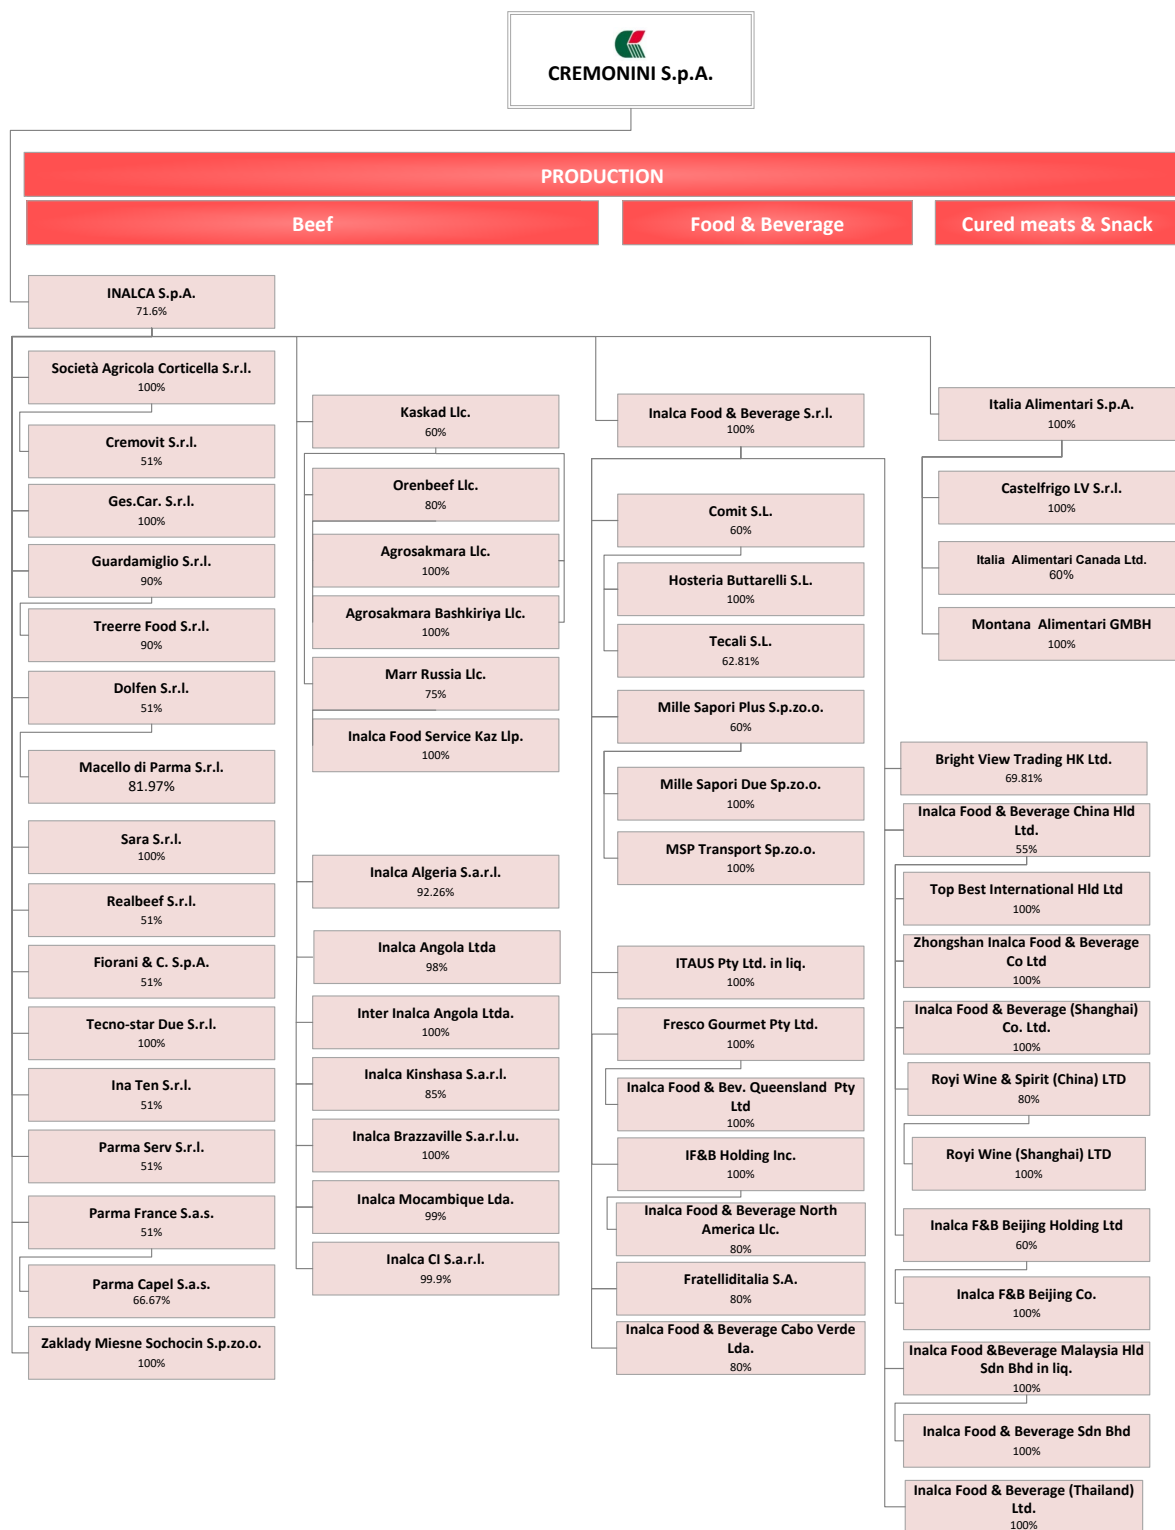 CREMONINI S.p.A.
PRODUCTION
Beef
Food & Beverage
Cured meats & Snack
INALCA S.p.A.
71.6%
Società Agricola Corticella S.r.l.
100%
Cremovit S.r.l.
51%
Ges.Car. S.r.l.
100%
Guardamiglio S.r.l.
90%
Treerre Food S.r.l.
90%
Dolfen S.r.l.
51%
Macello di Parma S.r.l.
81.97%
Sara S.r.l.
100%
Realbeef S.r.l.
51%
Fiorani & C. S.p.A.
51%
Tecno-star Due S.r.l.
100%
Ina Ten S.r.l.
51%
Parma Serv S.r.l.
51%
Parma France S.a.s.
51%
Parma Capel S.a.s.
66.67%
Zaklady Miesne Sochocin S.p.zo.o.
100%
Kaskad Llc.
60%
Orenbeef Llc.
80%
Agrosakmara Llc.
100%
Agrosakmara Bashkiriya Llc.
100%
Marr Russia Llc.
75%
Inalca Food Service Kaz Llp.
100%
Inalca Algeria S.a.r.l.
92.26%
Inalca Angola Ltda
98%
Inter Inalca Angola Ltda.
100%
Inalca Kinshasa S.a.r.l.
85%
Inalca Brazzaville S.a.r.l.u.
100%
Inalca Mocambique Lda.
99%
Inalca CI S.a.r.l.
99.9%
Inalca Food & Beverage S.r.l.
100%
Comit S.L.
60%
Hosteria Buttarelli S.L.
100%
Tecali S.L.
62.81%
Mille Sapori Plus S.p.zo.o.
60%
Mille Sapori Due Sp.zo.o.
100%
MSP Transport Sp.zo.o.
100%
ITAUS Pty Ltd. in liq.
100%
Fresco Gourmet Pty Ltd.
100%
Inalca Food & Bev. Queensland Pty
Ltd
100%
IF&B Holding Inc.
100%
Inalca Food & Beverage North
America Llc.
80%
Fratelliditalia S.A.
80%
Inalca Food & Beverage Cabo Verde
Lda.
80%
Italia Alimentari S.p.A.
100%
Castelfrigo LV S.r.l.
100%
Italia Alimentari Canada Ltd.
60%
Montana Alimentari GMBH
100%
Bright View Trading HK Ltd.
69.81%
Inalca Food & Beverage China Hld
Ltd.
55%
Top Best International Hld Ltd
100%
Zhongshan Inalca Food & Beverage
Co Ltd
100%
Inalca Food & Beverage (Shanghai)
Co. Ltd.
100%
Royi Wine & Spirit (China) LTD
80%
Royi Wine (Shanghai) LTD
100%
Inalca F&B Beijing Holding Ltd
60%
Inalca F&B Beijing Co.
100%
Inalca Food &Beverage Malaysia Hld
Sdn Bhd in liq.
100%
Inalca Food & Beverage Sdn Bhd
100%
Inalca Food & Beverage (Thailand)
Ltd.
100%